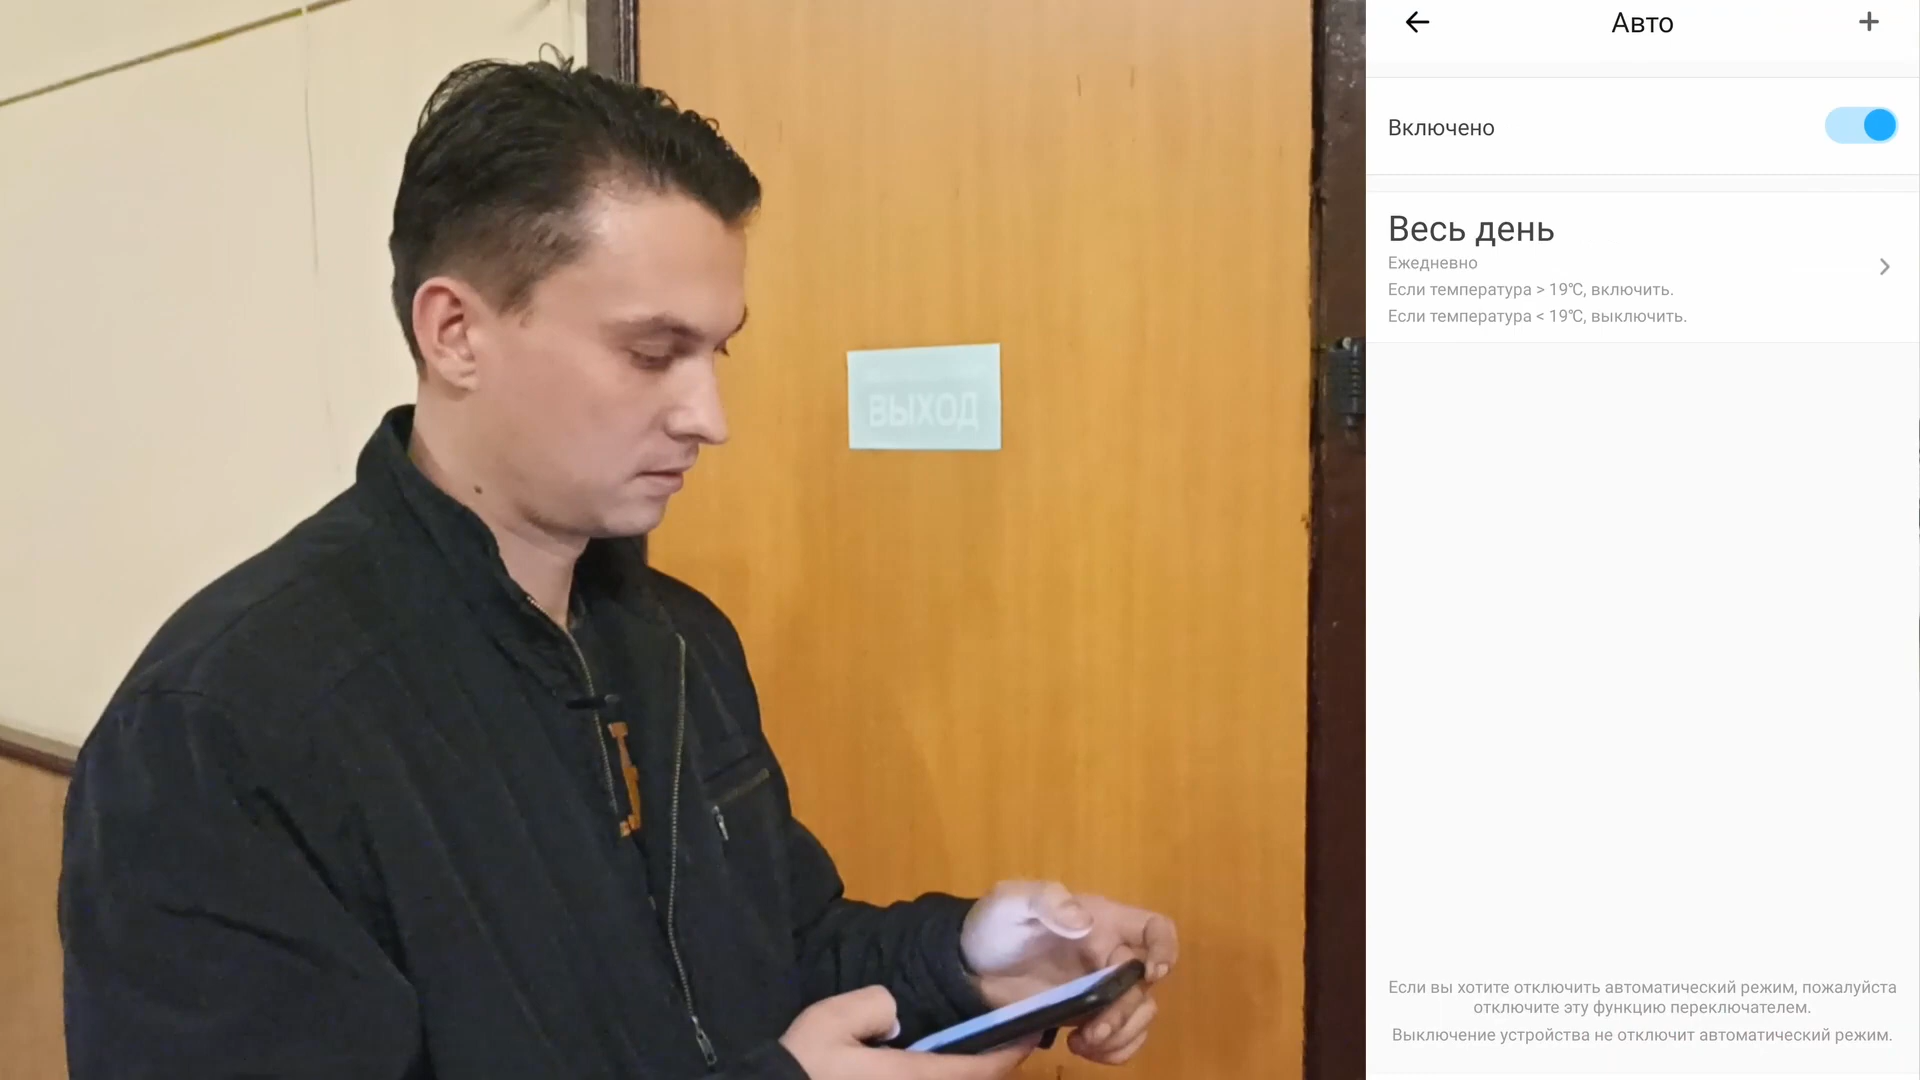 ВЫХОД
Авто
Включено
Весь день
Ежедневно
Если температура > 19℃, включить.
Если температура < 19℃, выключить.
Если вы хотите отключить автоматический режим, пожалуйста
отключите эту функцию переключателем.
Выключение устройства не отключит автоматический режим.